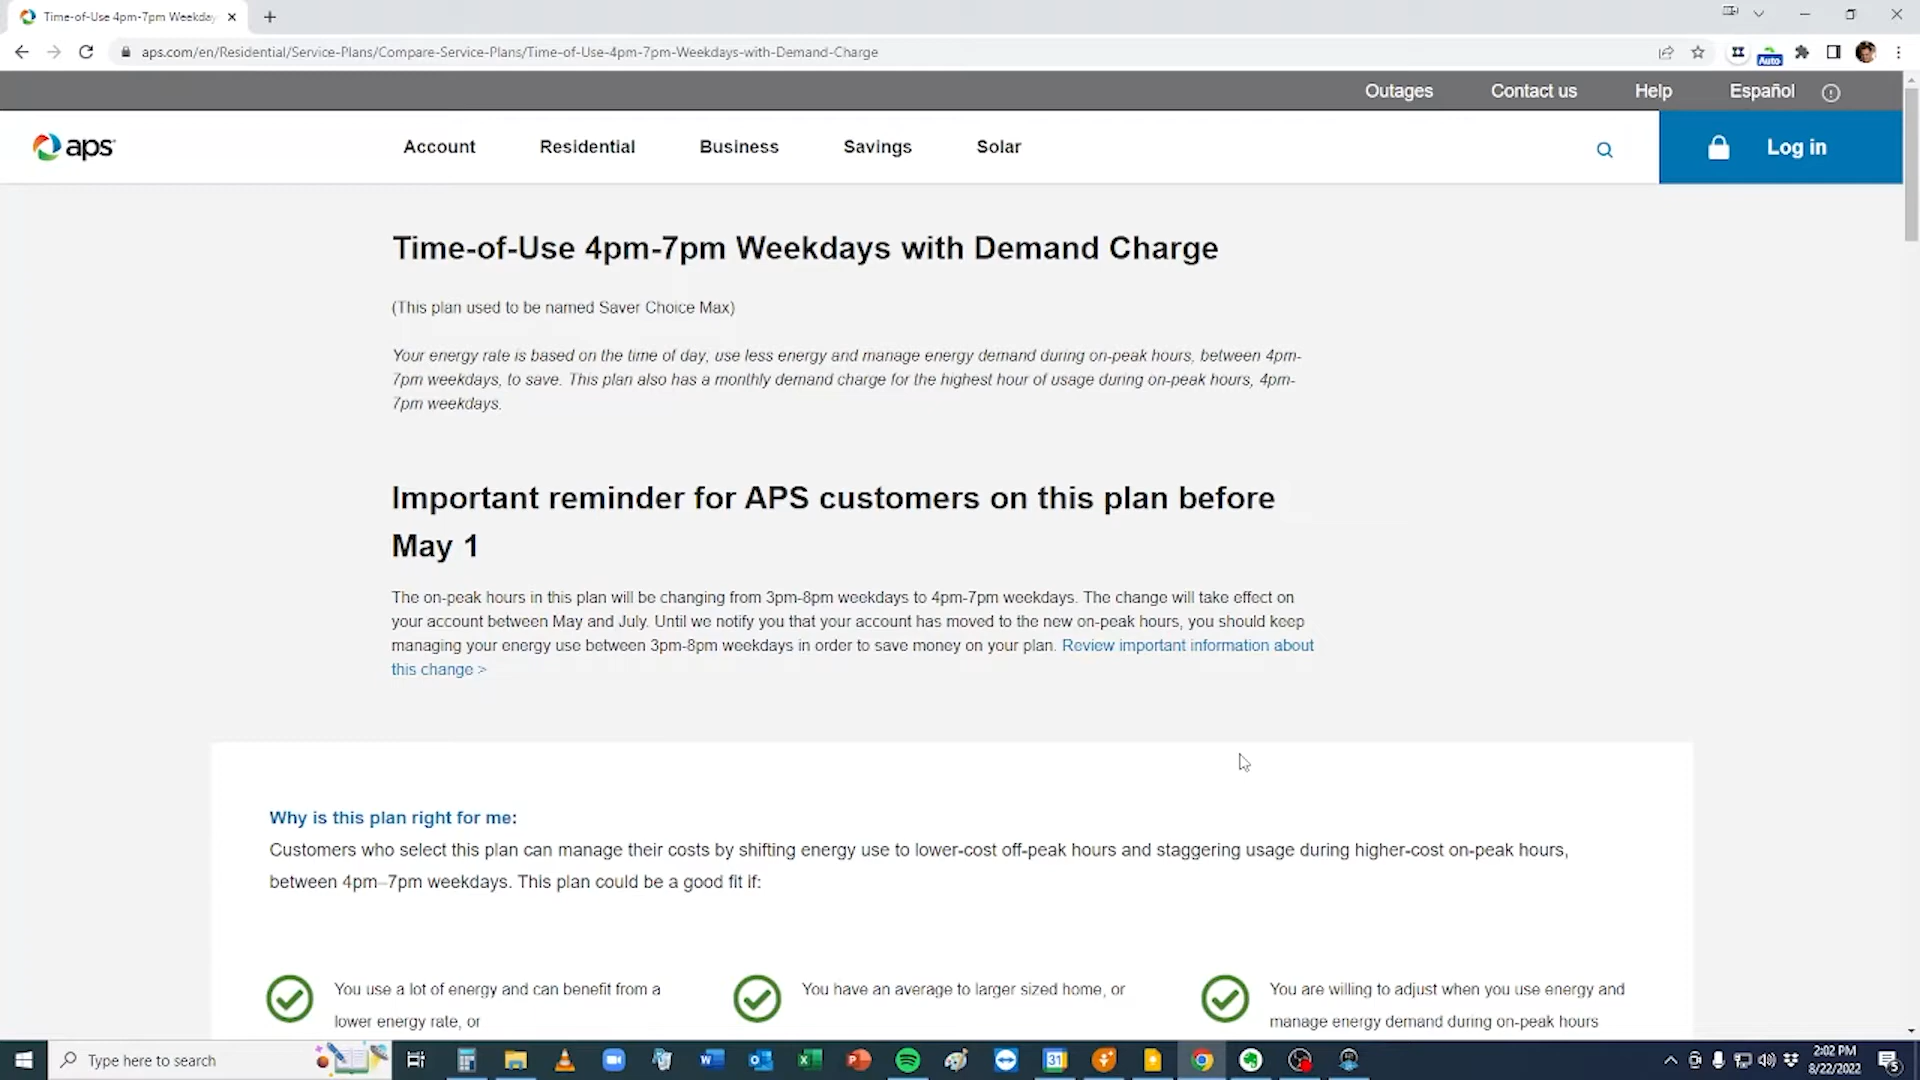 Time-of-Use 4pm-7pm Weekday
aps.com/en/Residential/Service-Plans/Compare-Service-Plans/Time-of-Use-4pm-7pm-Weekdays-with-Demand-Charge
Auto
Outages Contact us Help Español
aps Account Residential Business Savings Solar Log in
Time-of-Use 4pm-7pm Weekdays with Demand Charge
(This plan used to be named Saver Choice Max)
Your energy rate is based on the time of day, use less energy and manage energy demand during on-peak hours, between 4pm-
7pm weekdays, to save. This plan also has a monthly demand charge for the highest hour of usage during on-peak hours, 4pm-
7pm weekdays.
Important reminder for APS customers on this plan before
May 1
The on-peak hours in this plan will be changing from 3pm-8pm weekdays to 4pm-7pm weekdays. The change will take effect on
your account between May and July. Until we notify you that your account has moved to the new on-peak hours, you should keep
managing your energy use between 3pm-8pm weekdays in order to save money on your plan. Review important information about
this change >
Why is this plan right for me:
Customers who select this plan can manage their costs by shifting energy use to lower-cost off-peak hours and staggering usage during higher-cost on-peak hours,
between 4pm–7pm weekdays. This plan could be a good fit if:
You use a lot of energy and can benefit from a
lower energy rate, or
You have an average to larger sized home, or
You are willing to adjust when you use energy and
manage energy demand during on-peak hours
Type here to search
31
2:02 PM
8/22/2022
5